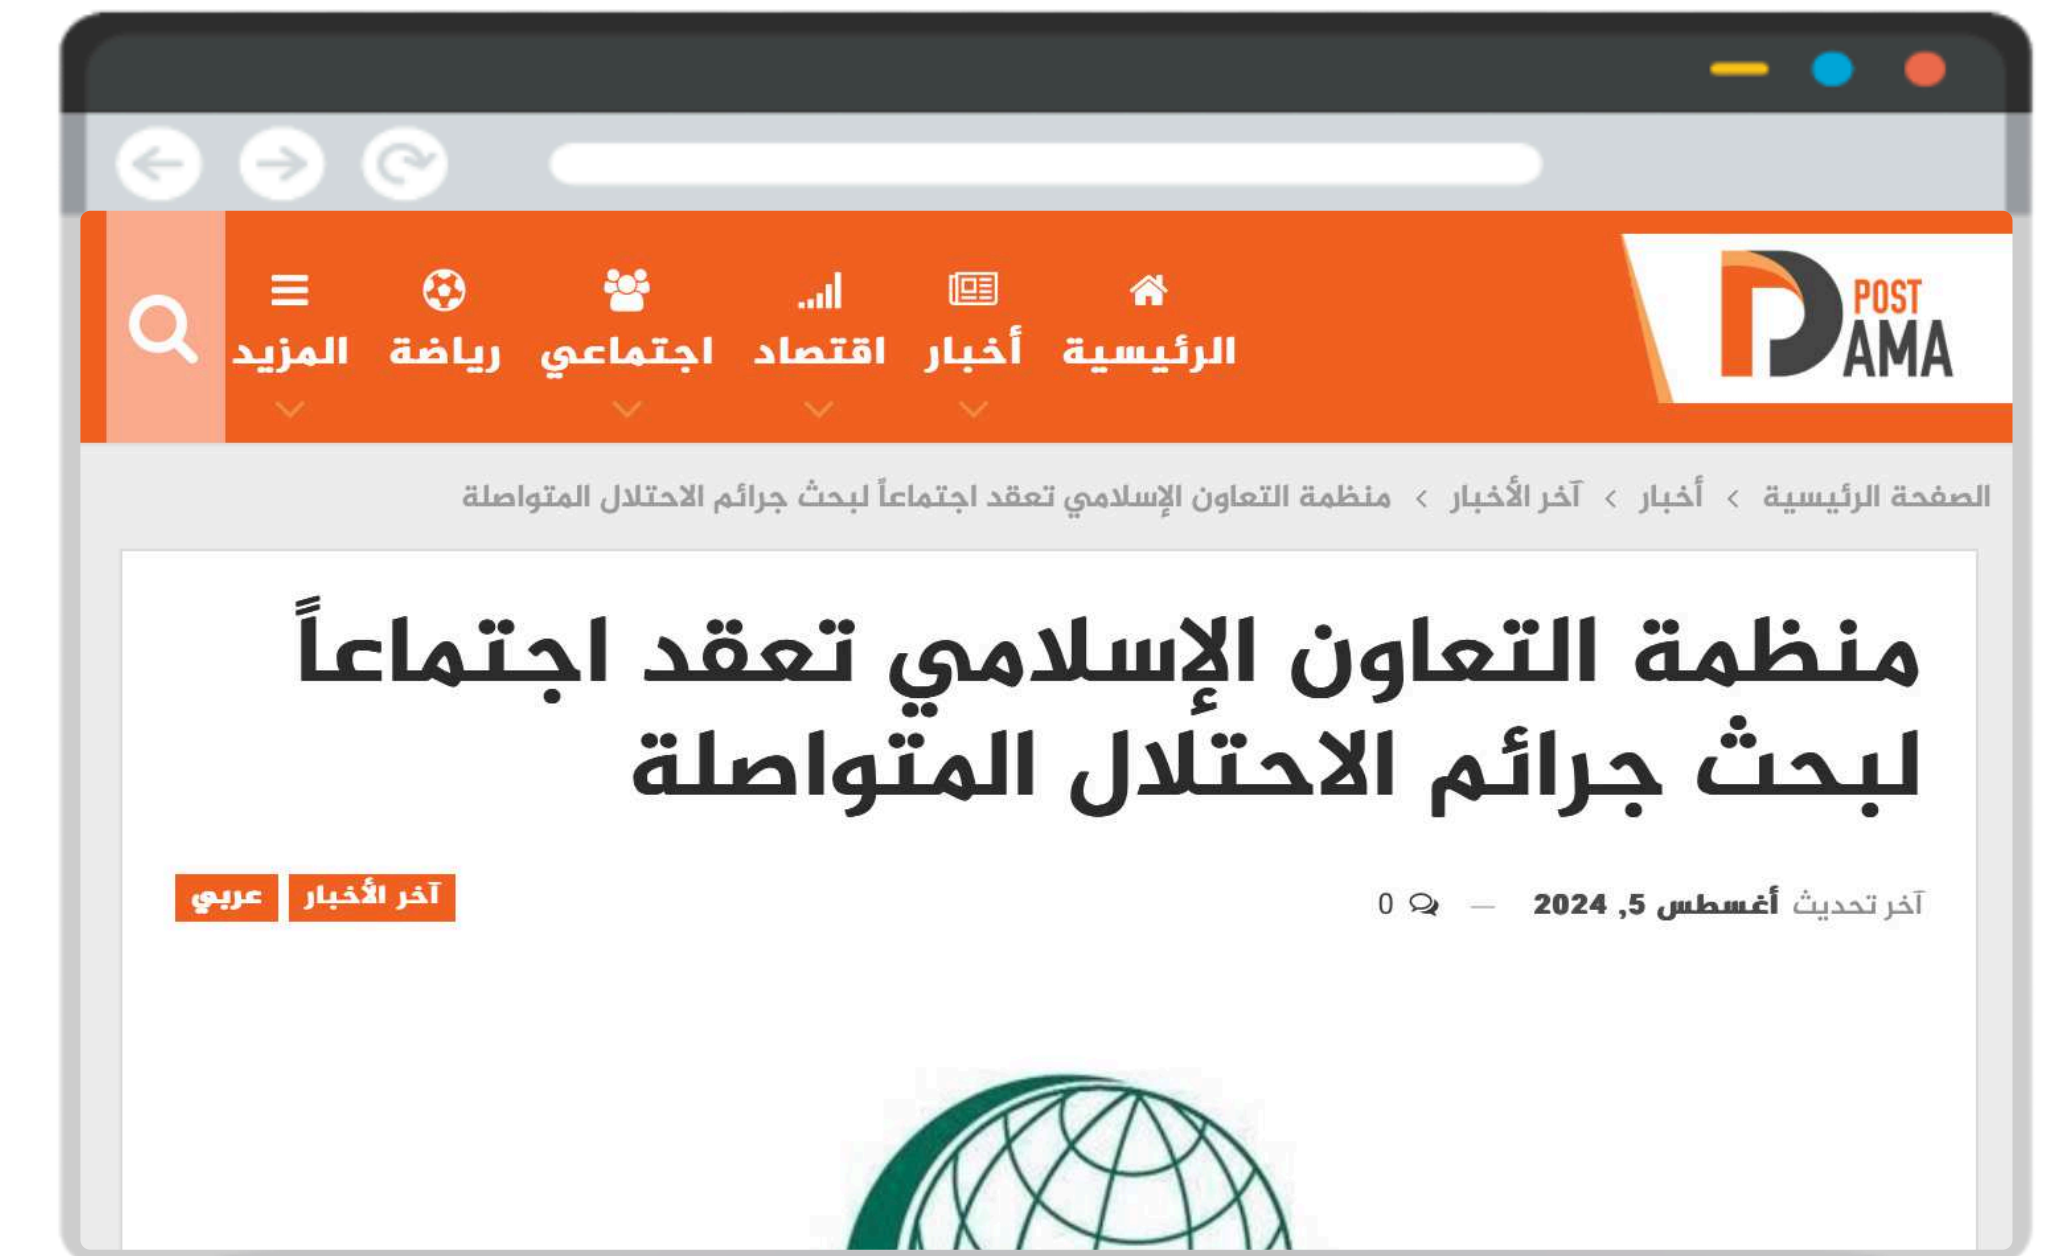 POST
AMA
الرئيسية
أخبار
اقتصاد
اجتماعي
رياضة
المزيد
الصفحة الرئيسية > أخبار > آخر الأخبار > منظمة التعاون الإسلامي تعقد اجتماعاً لبحث جرائم الاحتلال المتواصلة
منظمة التعاون الإسلامي تعقد اجتماعاً
لبحث جرائم الاحتلال المتواصلة
آخر تحديث أغسطس 5, 2024 — 0
آخر الأخبار
عربي